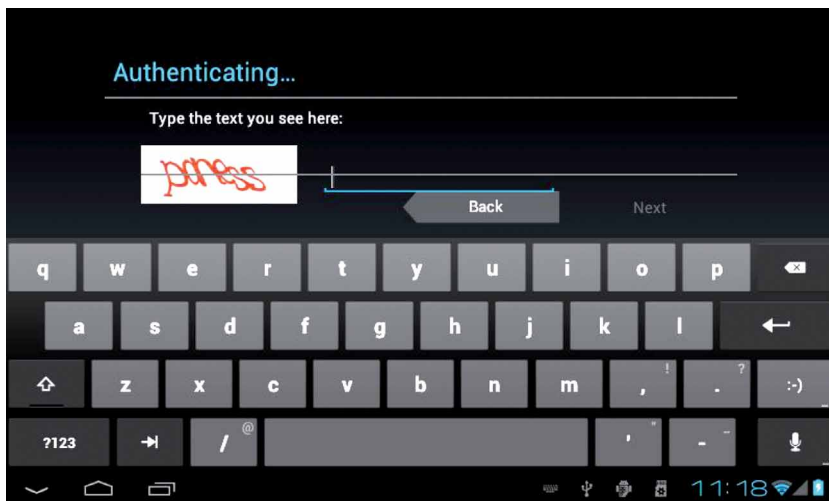 Authenticating...
Type the text you see here:
Back Next
q w e r t y u i o p
a s d f g h j k l
z x c v b n m , ! . ? :-)
?123 / @ ' " - _
11:18